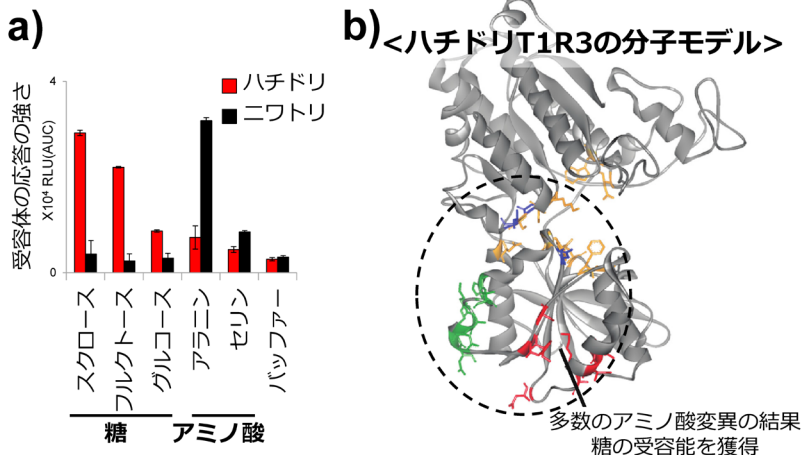 a)
受容体の応答の強さ
X10⁴ RLU(AUC)
4
0
ハチドリ
ニワトリ
スクロース
フルクトース
グルコース
アラニン
セリン
バッファー
糖
アミノ酸
b)
<ハチドリT1R3の分子モデル>
多数のアミノ酸変異の結果
糖の受容能を獲得